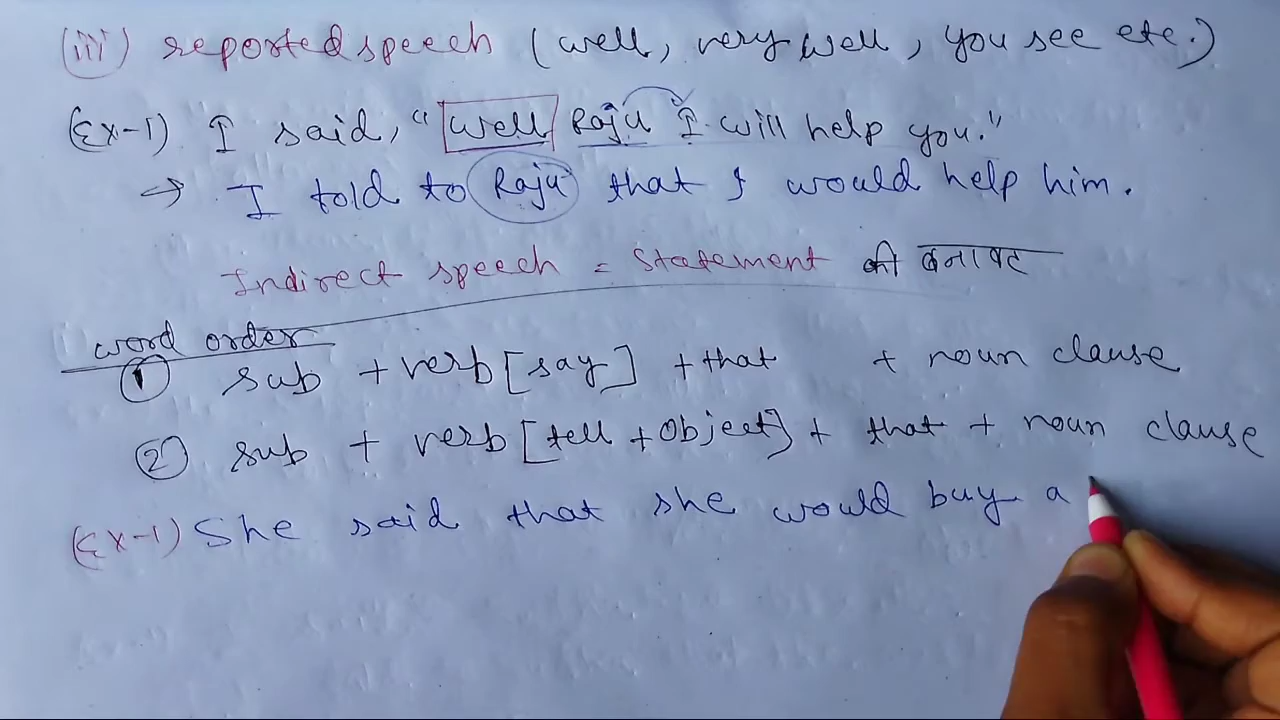 (iii) reported speech (well, very well, you see etc.)
(Ex-1) I said, "Well Raju I will help you."
→ I told to Raju that I would help him.
Indirect speech = Statement की बनावट
word order
① sub + verb [say] + that + noun clause
② sub + verb [tell + Object] + that + noun clause
(Ex-1) She said that she would buy a